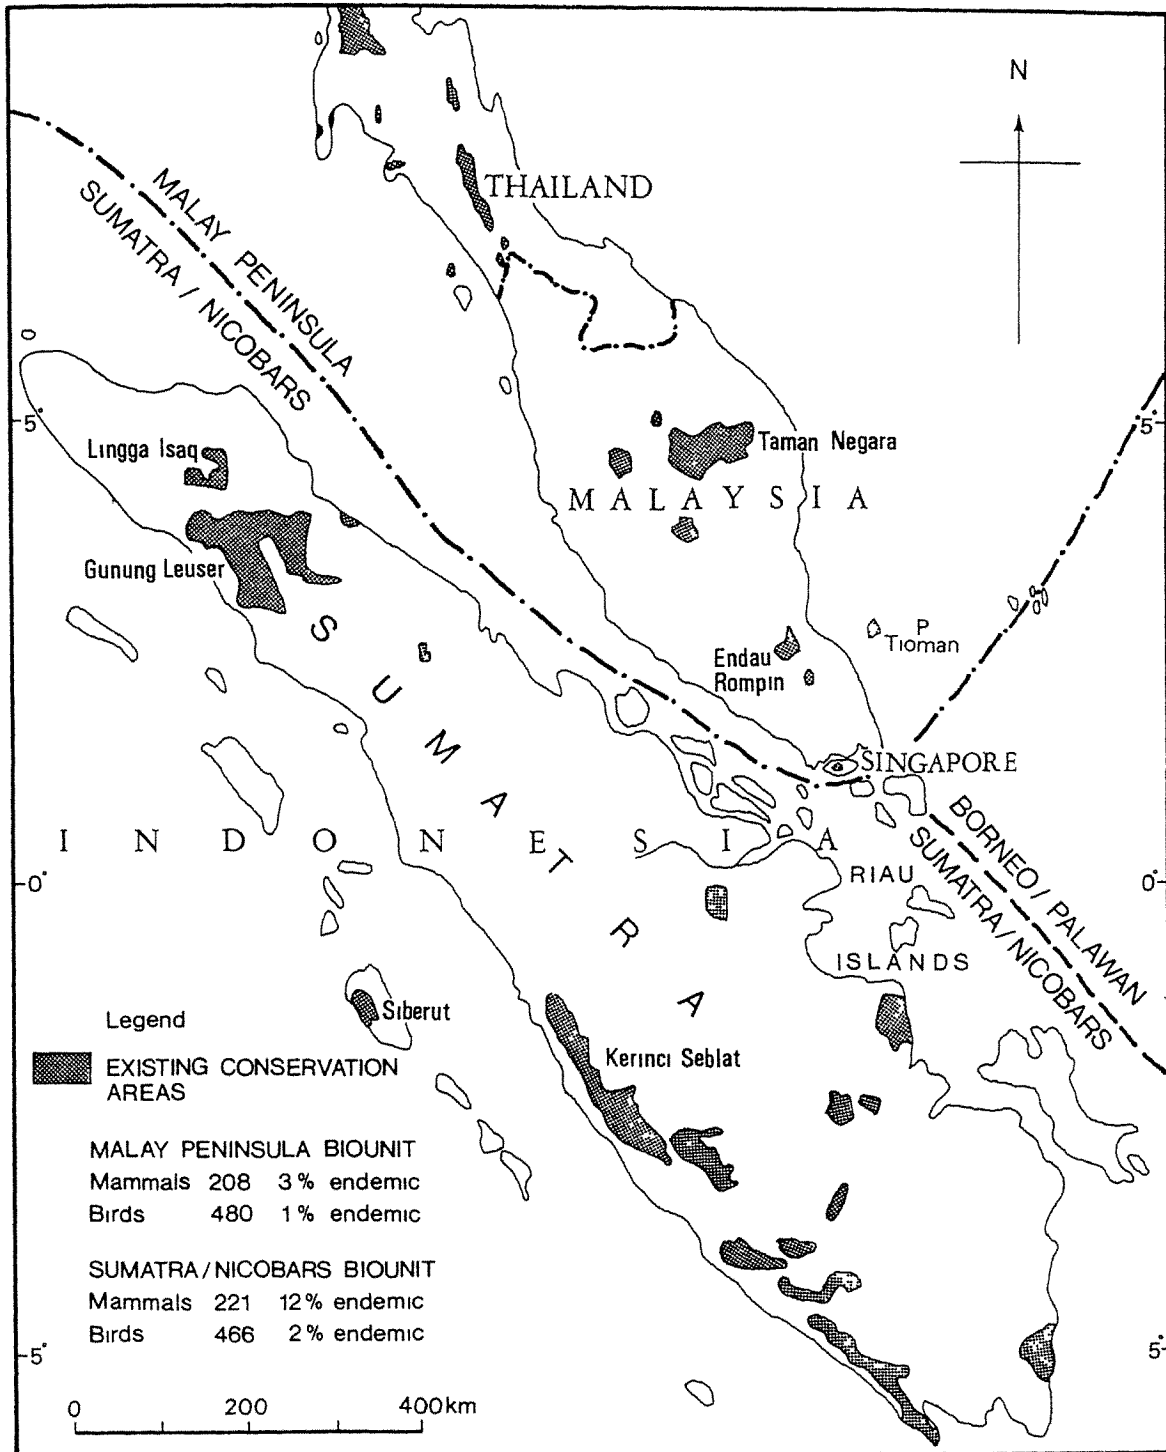 N
THAILAND
MALAY PENINSULA
SUMATRA / NICOBARS
5°
5°
Lingga Isaq
Taman Negara
MALAYSIA
Gunung Leuser
SUMATRA
P
Tioman
Endau
Rompin
SINGAPORE
INDONESIA
BORNEO / PALAWAN
SUMATRA / NICOBARS
0°
RIAU
0°
ISLANDS
Siberut
Legend
Kerinci Seblat
EXISTING CONSERVATION
AREAS
MALAY PENINSULA BIOUNIT
Mammals 208 3% endemic
Birds 480 1% endemic
SUMATRA/NICOBARS BIOUNIT
Mammals 221 12% endemic
Birds 466 2% endemic
5°
5°
0 200 400km